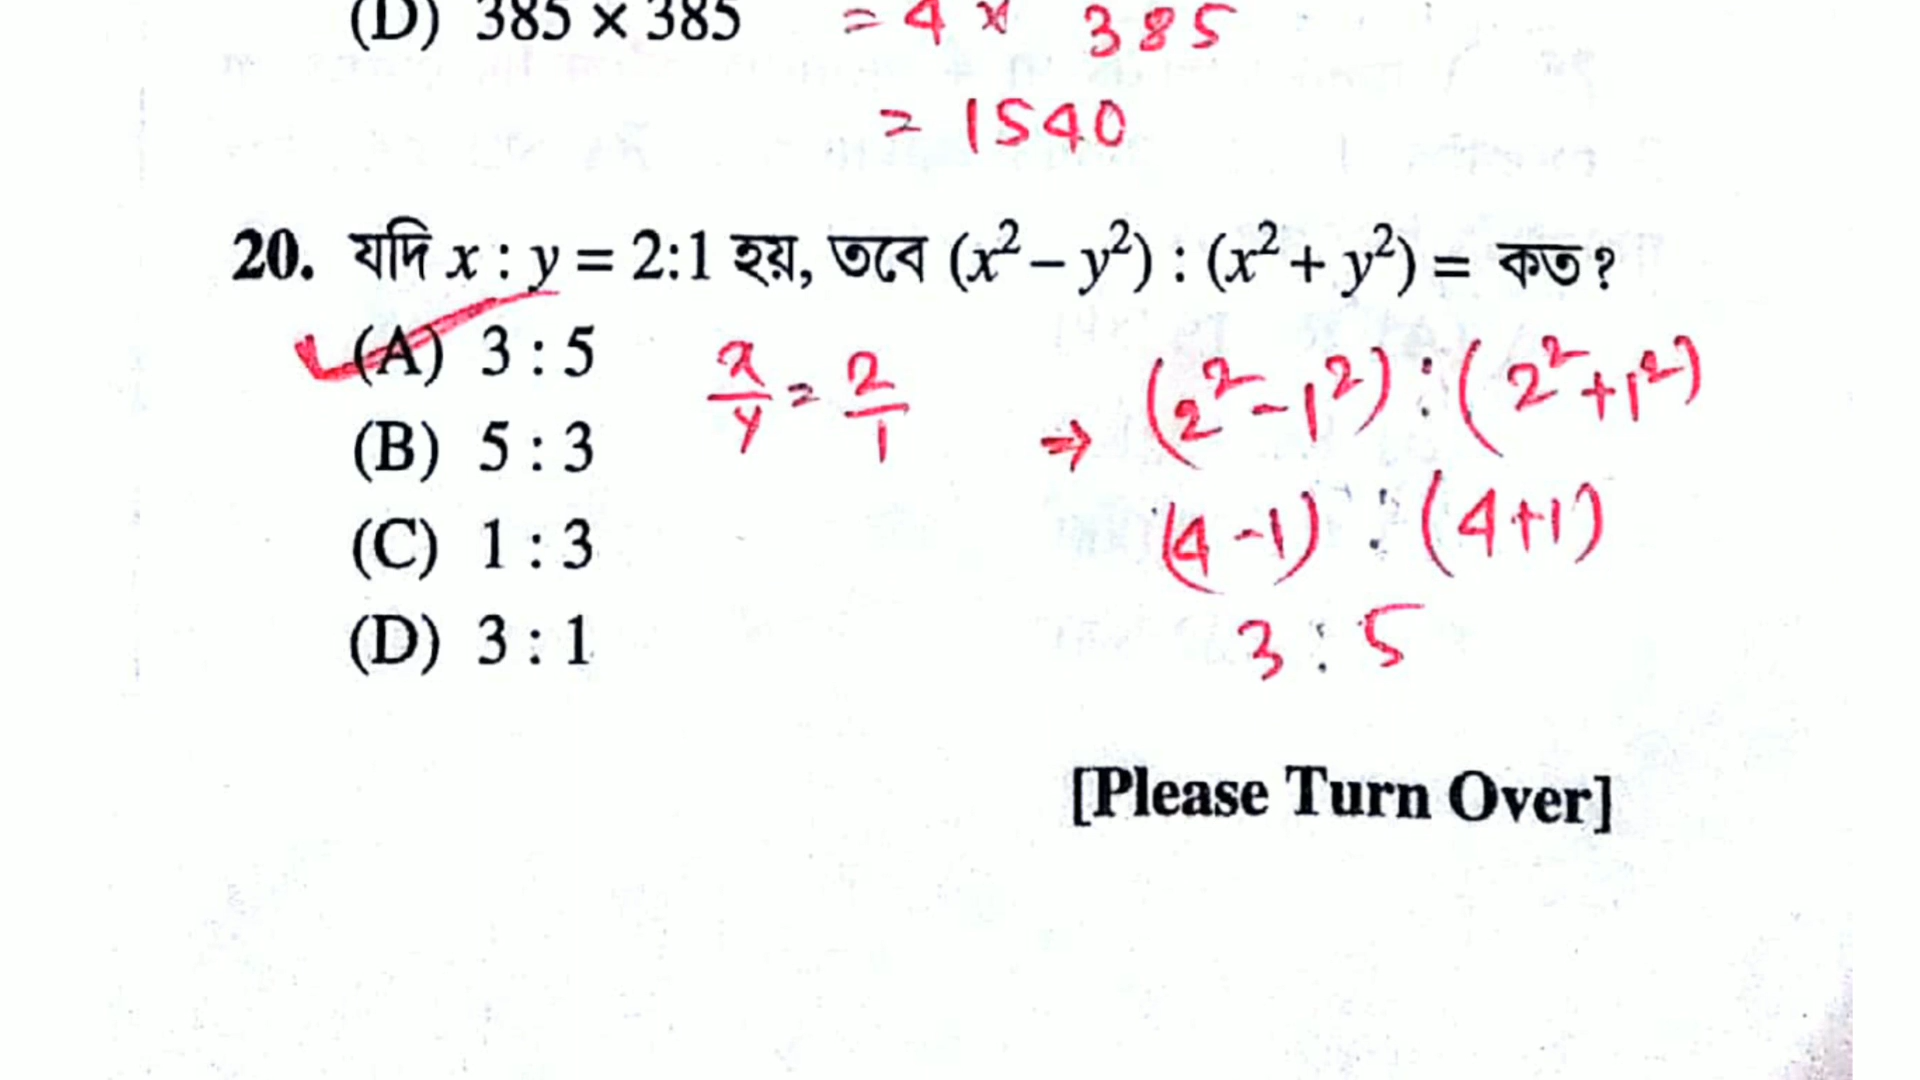 (D) 385 × 385 = 4 × 385
= 1540
20. যদি x : y = 2:1 হয়, তবে (x² – y²) : (x² + y²) = কত?
(A) 3 : 5
(B) 5 : 3
(C) 1 : 3
(D) 3 : 1
x/y = 2/1
→ (2² - 1²) : (2² + 1²)
(4 - 1) : (4 + 1)
3 : 5
[Please Turn Over]